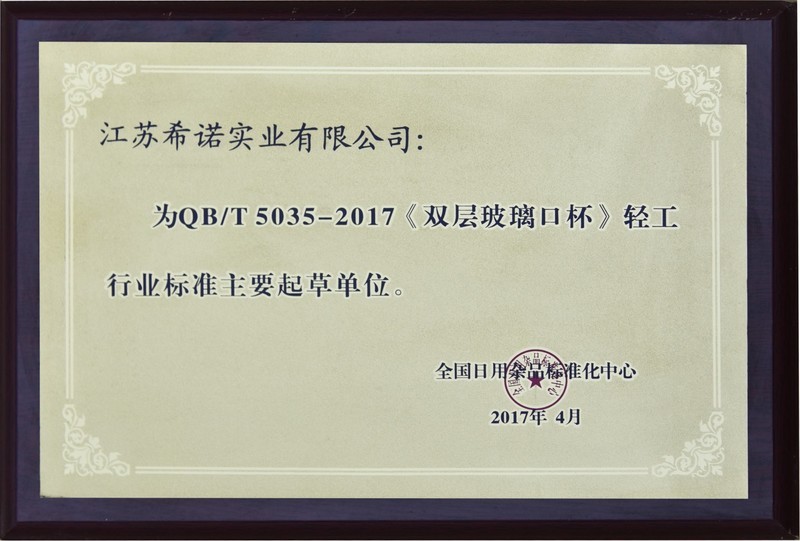 江苏希诺实业有限公司：
为QB/T 5035-2017《双层玻璃口杯》轻工
行业标准主要起草单位。
全国日用杂品标准化中心
2017年 4月